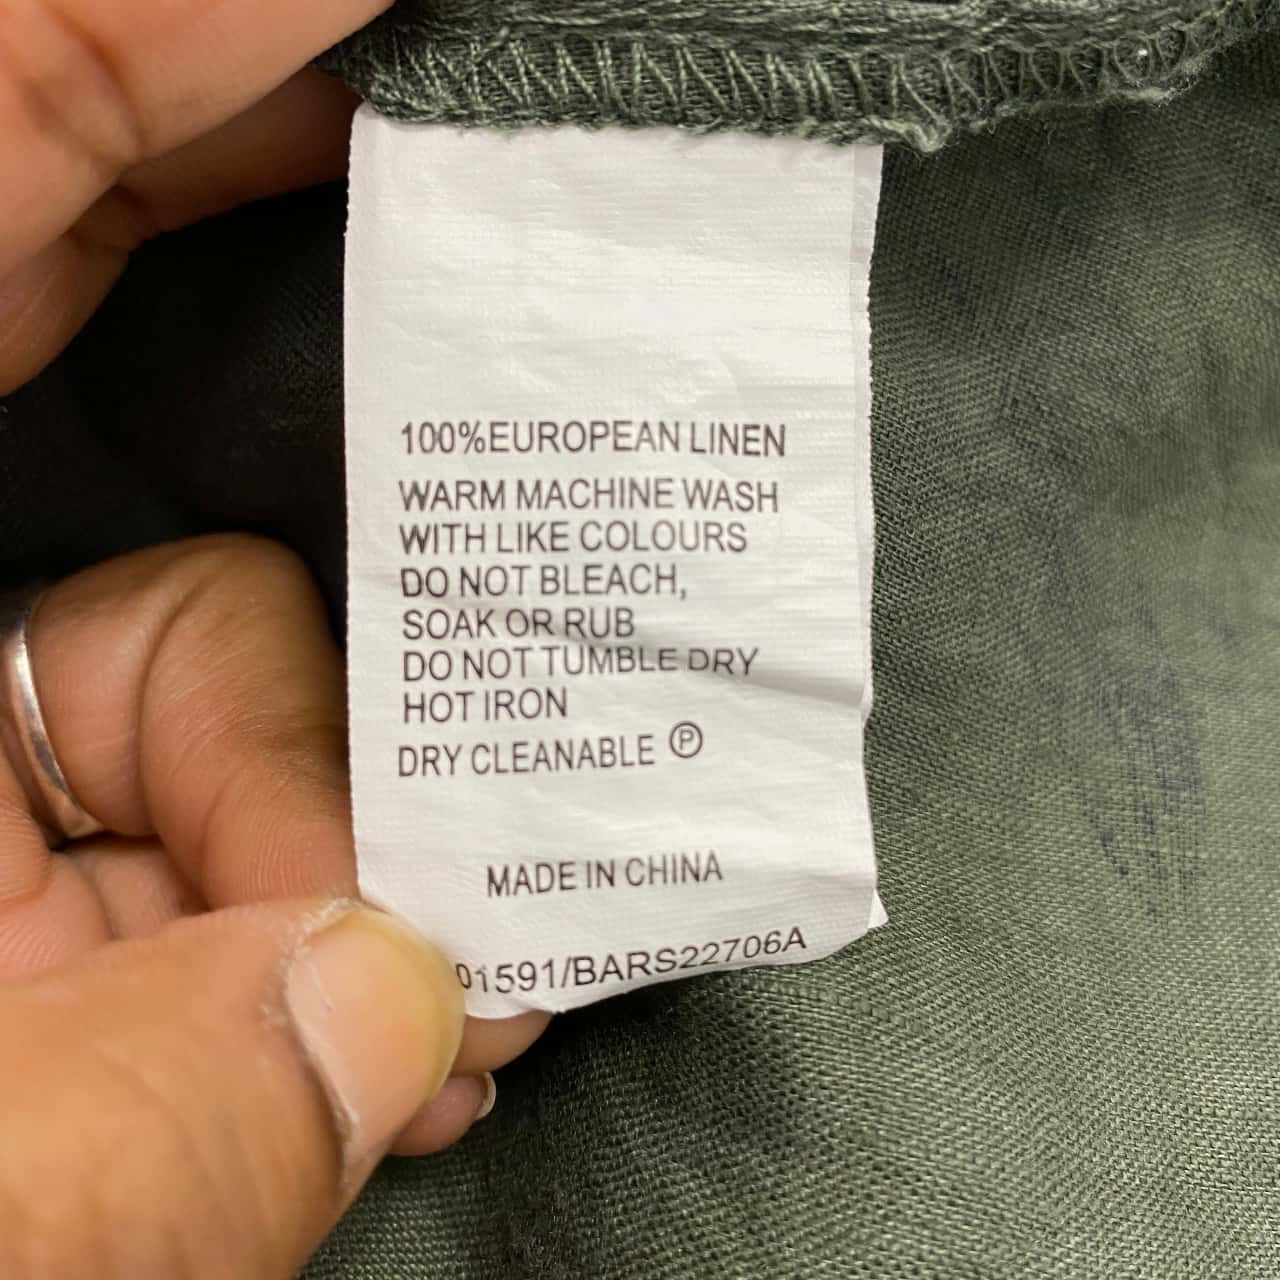 100%EUROPEAN LINEN
WARM MACHINE WASH
WITH LIKE COLOURS
DO NOT BLEACH,
SOAK OR RUB
DO NOT TUMBLE DRY
HOT IRON
DRY CLEANABLE Ⓟ
MADE IN CHINA
01591/BARS22706A